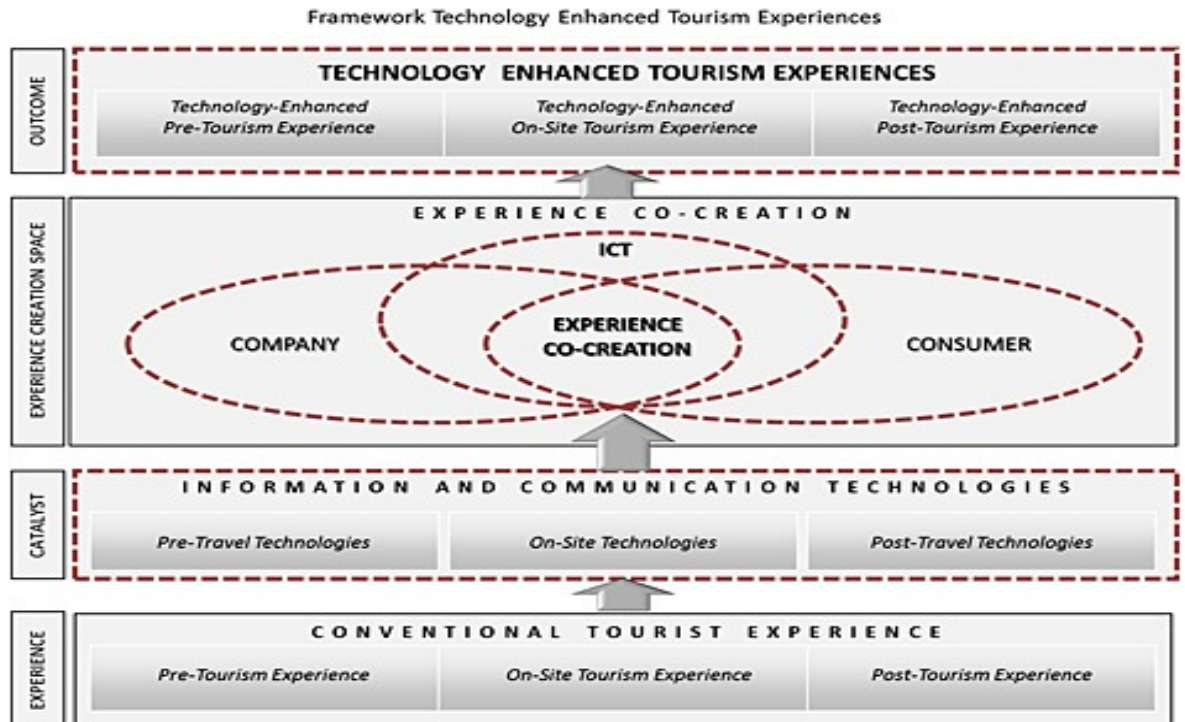 Framework Technology Enhanced Tourism Experiences
OUTCOME
TECHNOLOGY ENHANCED TOURISM EXPERIENCES
Technology-Enhanced
Pre-Tourism Experience
Technology-Enhanced
On-Site Tourism Experience
Technology-Enhanced
Post-Tourism Experience
EXPERIENCE CREATION SPACE
EXPERIENCE CO-CREATION
ICT
COMPANY
EXPERIENCE
CO-CREATION
CONSUMER
CATALYST
INFORMATION AND COMMUNICATION TECHNOLOGIES
Pre-Travel Technologies
On-Site Technologies
Post-Travel Technologies
EXPERIENCE
CONVENTIONAL TOURIST EXPERIENCE
Pre-Tourism Experience
On-Site Tourism Experience
Post-Tourism Experience